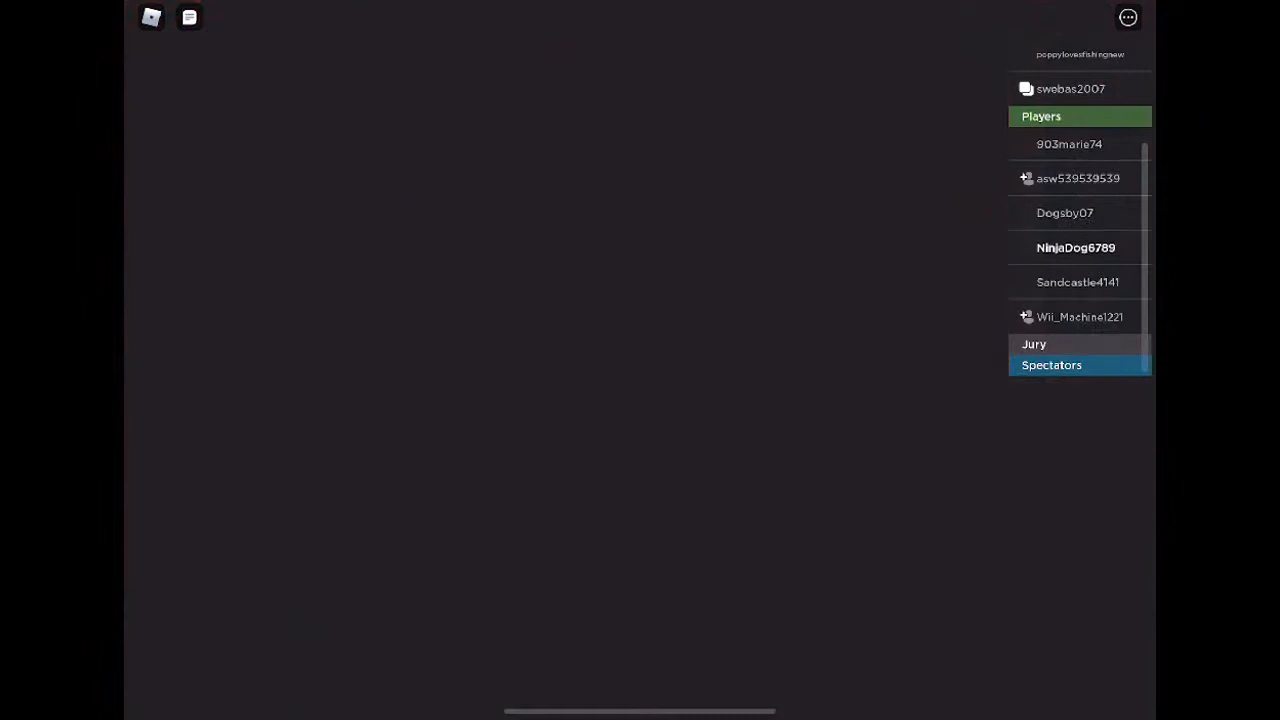 poppylovesfishingnew
swebas2007
Players
903marie74
asw539539539
Dogsby07
NinjaDog6789
Sandcastle4141
Wii_Machine1221
Jury
Spectators